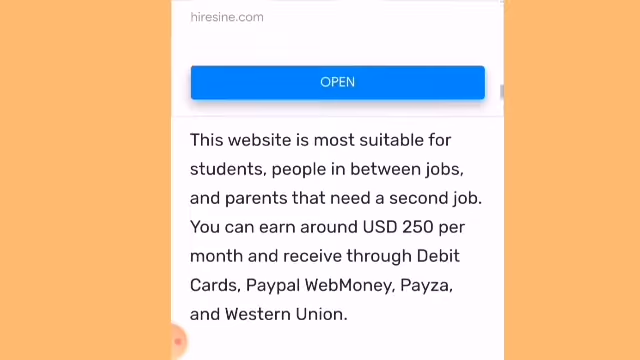 hiresine.com
OPEN
This website is most suitable for
students, people in between jobs,
and parents that need a second job.
You can earn around USD 250 per
month and receive through Debit
Cards, Paypal WebMoney, Payza,
and Western Union.